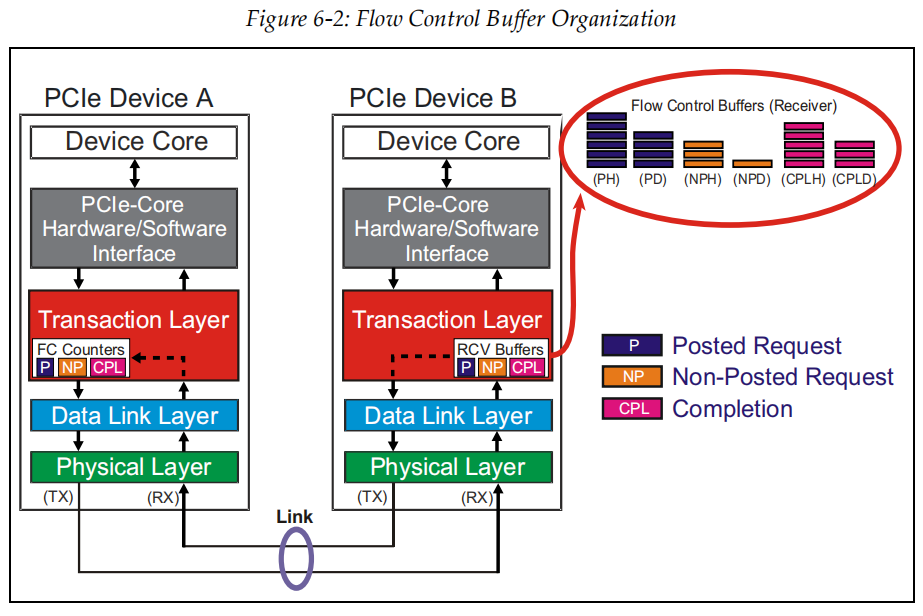 Figure 6-2: Flow Control Buffer Organization
PCIe Device A
Device Core
PCIe-Core
Hardware/Software
Interface
Transaction Layer
FC Counters
P NP CPL
Data Link Layer
Physical Layer
(TX) (RX)
PCIe Device B
Device Core
PCIe-Core
Hardware/Software
Interface
Transaction Layer
RCV Buffers
P NP CPL
Data Link Layer
Physical Layer
(TX) (RX)
Link
Flow Control Buffers (Receiver)
(PH) (PD) (NPH) (NPD) (CPLH) (CPLD)
P Posted Request
NP Non-Posted Request
CPL Completion